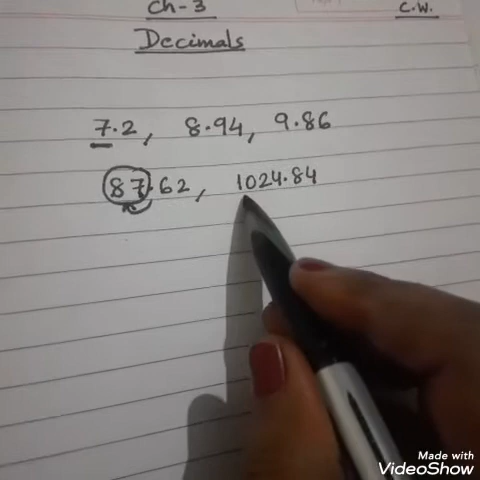 Ch-3
C.W.
Decimals
7.2, 8.94, 9.86
87.62, 1024.84
Made with
VideoShow